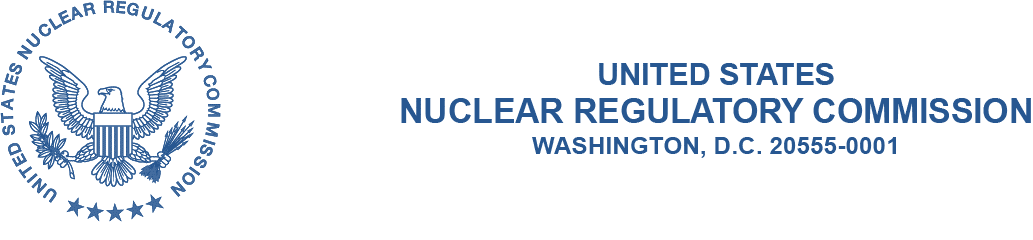 UNITED STATES NUCLEAR REGULATORY COMMISSION
UNITED STATES
NUCLEAR REGULATORY COMMISSION
WASHINGTON, D.C. 20555-0001